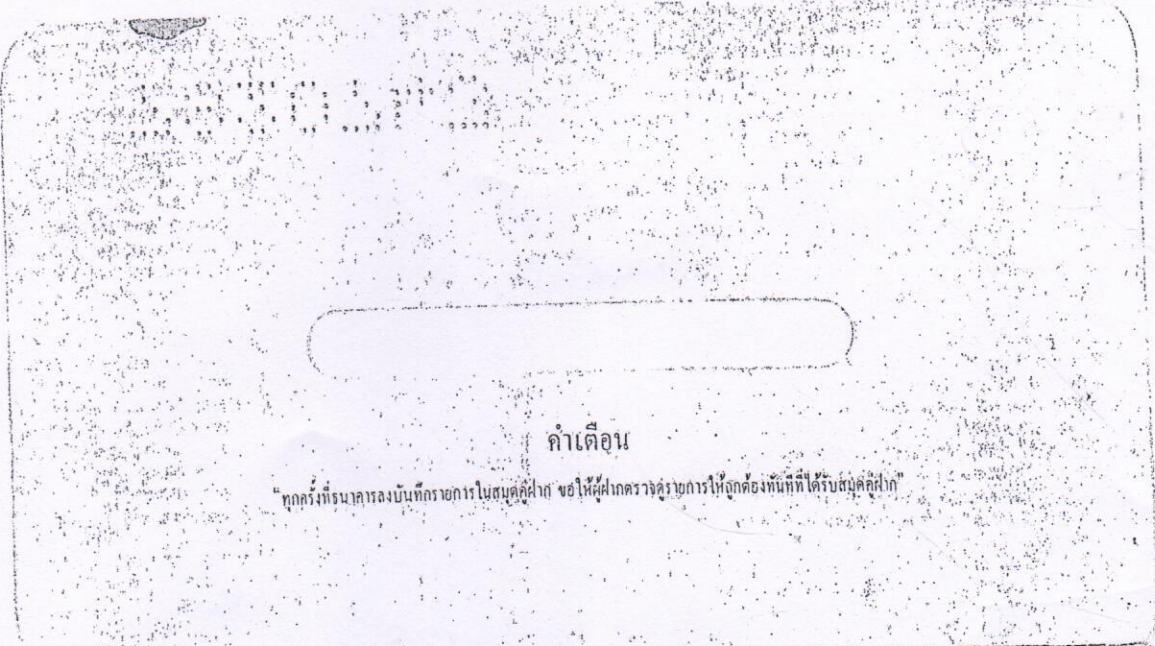 คำเตือน
"ทุกครั้งที่ธนาคารลงบันทึกรายการในสมุดคู่ฝาก ขอให้ผู้ฝากตรวจดูรายการให้ถูกต้องทันทีที่ได้รับสมุดคู่ฝาก"